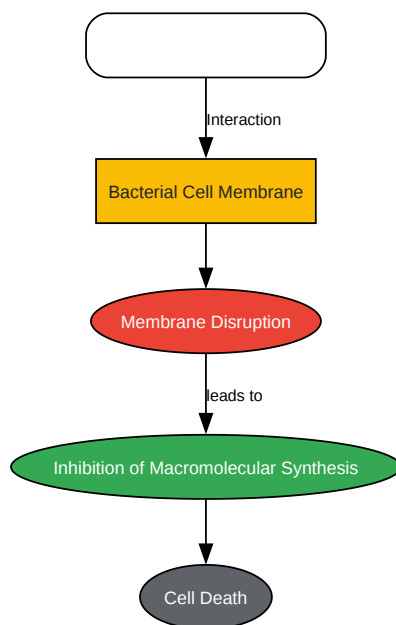 Interaction
Bacterial Cell Membrane
Membrane Disruption
leads to
Inhibition of Macromolecular Synthesis
Cell Death